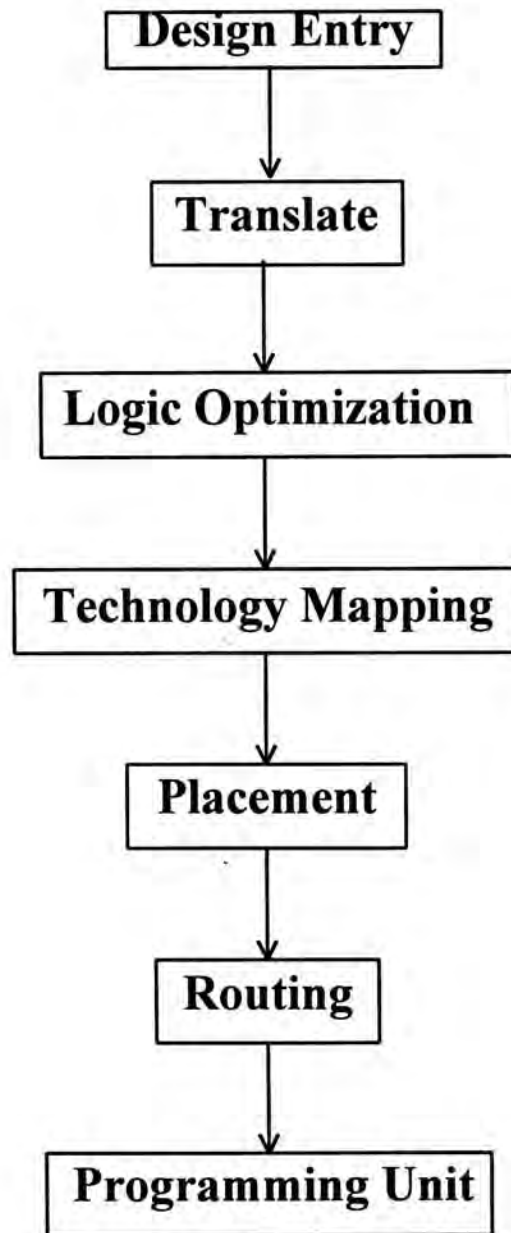 Design Entry
Translate
Logic Optimization
Technology Mapping
Placement
Routing
Programming Unit